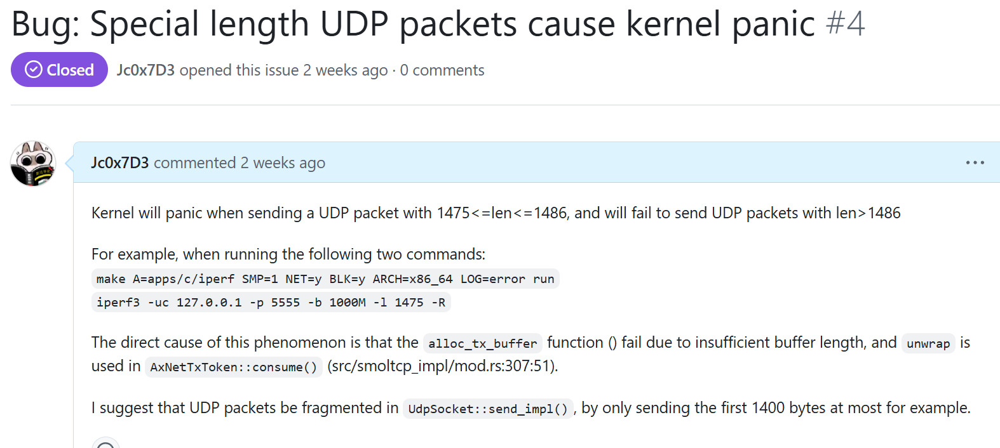 Bug: Special length UDP packets cause kernel panic #4
Closed Jc0x7D3 opened this issue 2 weeks ago · 0 comments
Jc0x7D3 commented 2 weeks ago
Kernel will panic when sending a UDP packet with 1475<=len<=1486, and will fail to send UDP packets with len>1486
For example, when running the following two commands:
make A=apps/c/iperf SMP=1 NET=y BLK=y ARCH=x86_64 LOG=error run
iperf3 -uc 127.0.0.1 -p 5555 -b 1000M -l 1475 -R
The direct cause of this phenomenon is that the alloc_tx_buffer function () fail due to insufficient buffer length, and unwrap is
used in AxNetTxToken::consume() (src/smoltcp_impl/mod.rs:307:51).
I suggest that UDP packets be fragmented in UdpSocket::send_impl(), by only sending the first 1400 bytes at most for example.